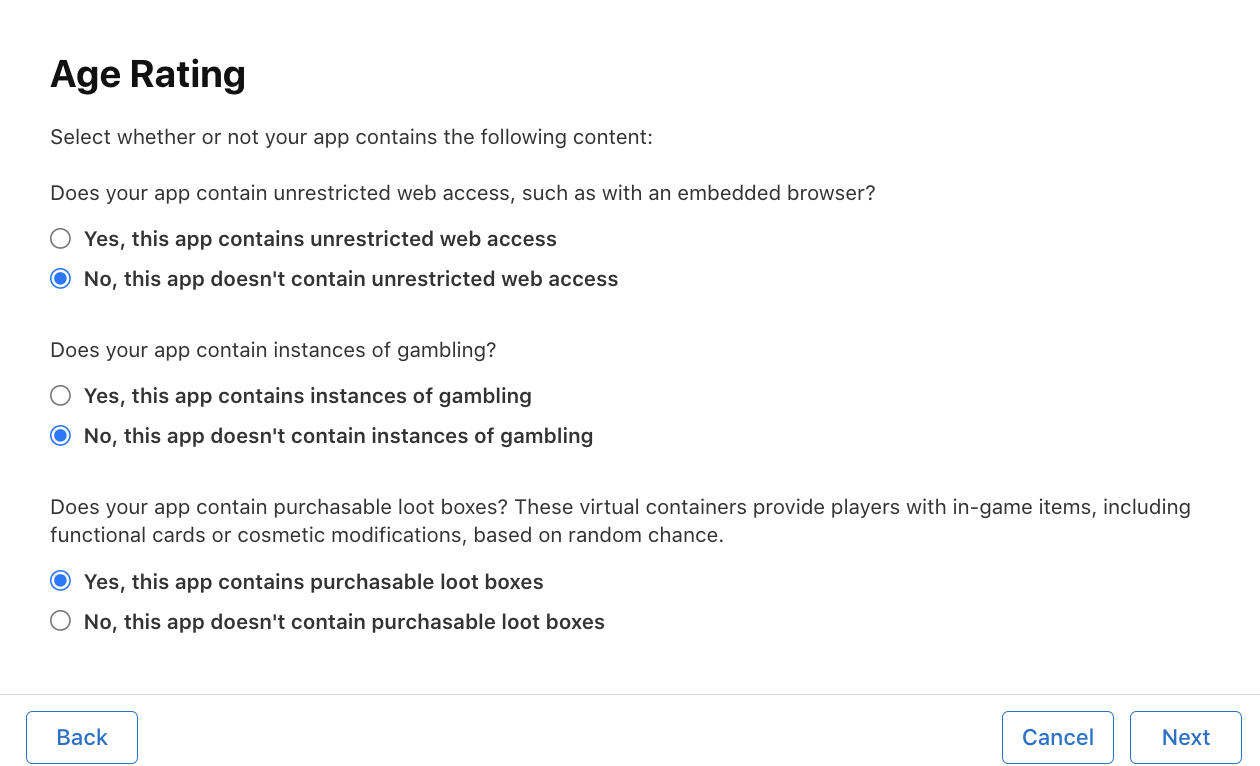 Age Rating
Select whether or not your app contains the following content:
Does your app contain unrestricted web access, such as with an embedded browser?
Yes, this app contains unrestricted web access
No, this app doesn't contain unrestricted web access
Does your app contain instances of gambling?
Yes, this app contains instances of gambling
No, this app doesn't contain instances of gambling
Does your app contain purchasable loot boxes? These virtual containers provide players with in-game items, including
functional cards or cosmetic modifications, based on random chance.
Yes, this app contains purchasable loot boxes
No, this app doesn't contain purchasable loot boxes
Back
Cancel
Next